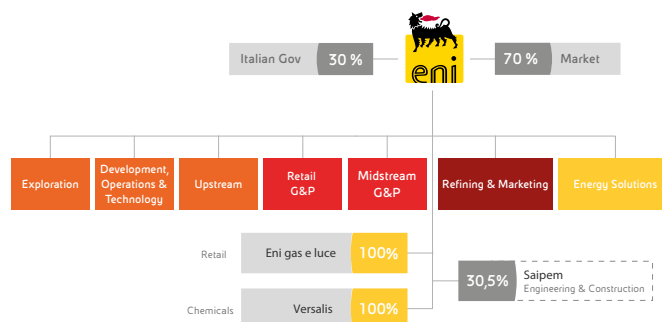 Italian Gov 30 % eni 70 % Market
Exploration
Development,
Operations &
Technology
Upstream
Retail
G&P
Midstream
G&P
Refining & Marketing
Energy Solutions
Retail Eni gas e luce 100%
30,5% Saipem
Engineering & Construction
Chemicals Versalis 100%